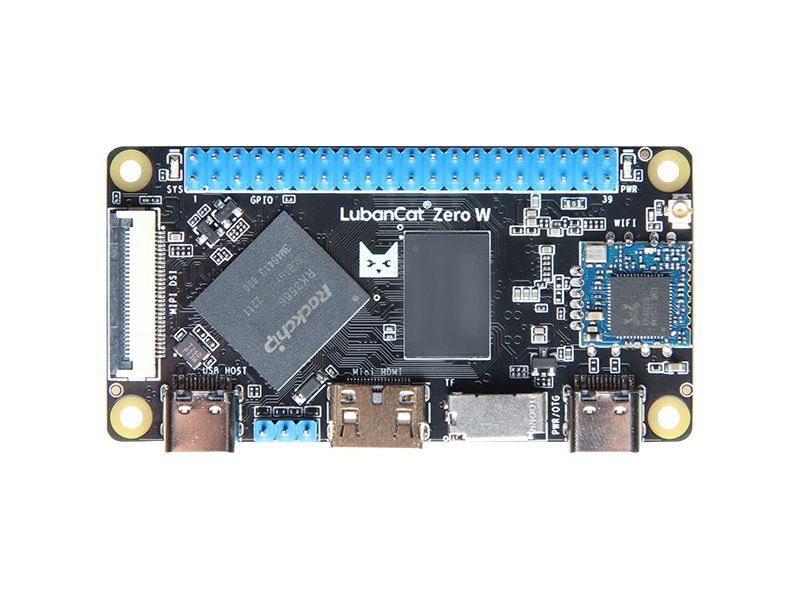 SYS
PWR
1
GPIO
39
LubanCat® Zero W
WIFI
MIPI DSI
Rockchip
RK3566
2211
USB HOST
Mini HDMI
TF
PWR/OTG